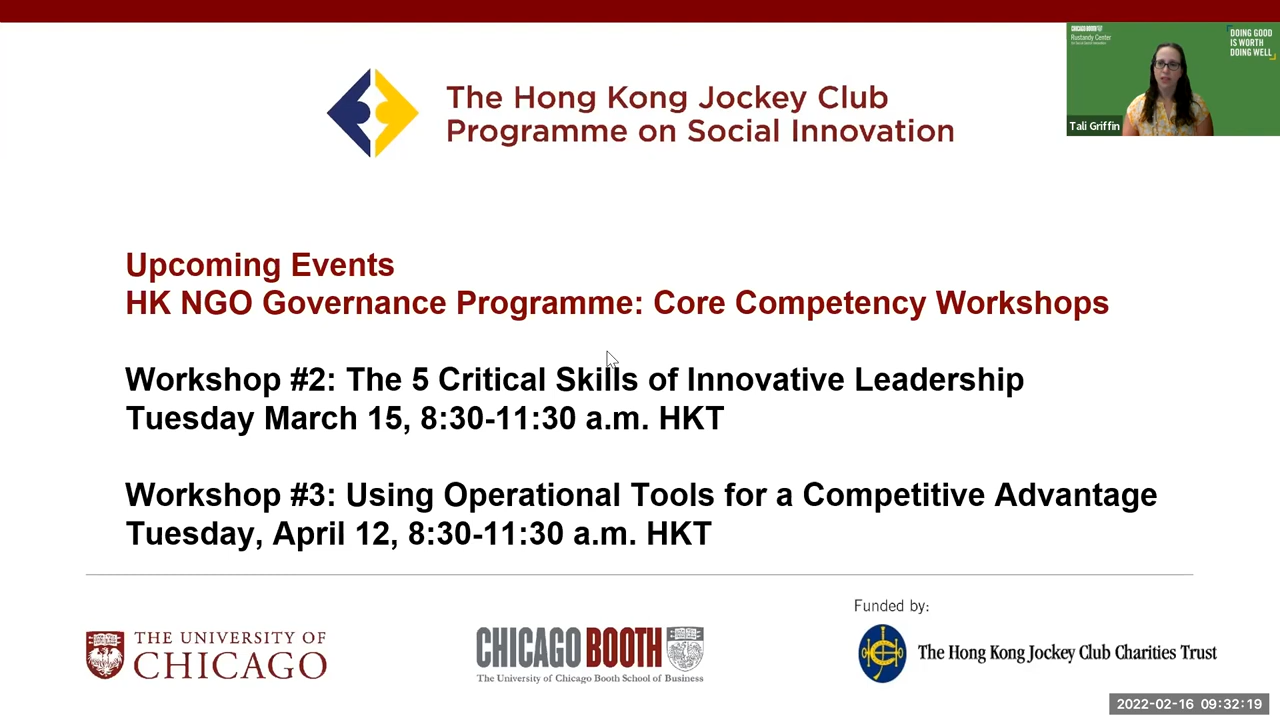 The Hong Kong Jockey Club
Programme on Social Innovation
CHICAGO BOOTH
Rustandy Center
DOING GOOD
IS WORTH
DOING WELL
Tali Griffin
Upcoming Events
HK NGO Governance Programme: Core Competency Workshops
Workshop #2: The 5 Critical Skills of Innovative Leadership
Tuesday March 15, 8:30-11:30 a.m. HKT
Workshop #3: Using Operational Tools for a Competitive Advantage
Tuesday, April 12, 8:30-11:30 a.m. HKT
THE UNIVERSITY OF
CHICAGO
CHICAGO BOOTH
The University of Chicago Booth School of Business
Funded by:
The Hong Kong Jockey Club Charities Trust
2022-02-16 09:32:19